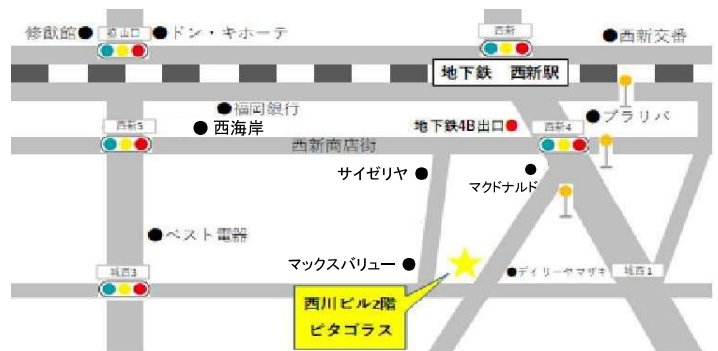 修猷館
ドン・キホーテ
西新
西新交番
地下鉄 西新駅
福岡銀行
西海岸
地下鉄4B出口
プラリバ
西新5
西新4
西新商店街
サイゼリヤ
マクドナルド
ベスト電器
マックスバリュー
デイリーヤマザキ
城西3
城西1
西川ビル2階
ピタゴラス